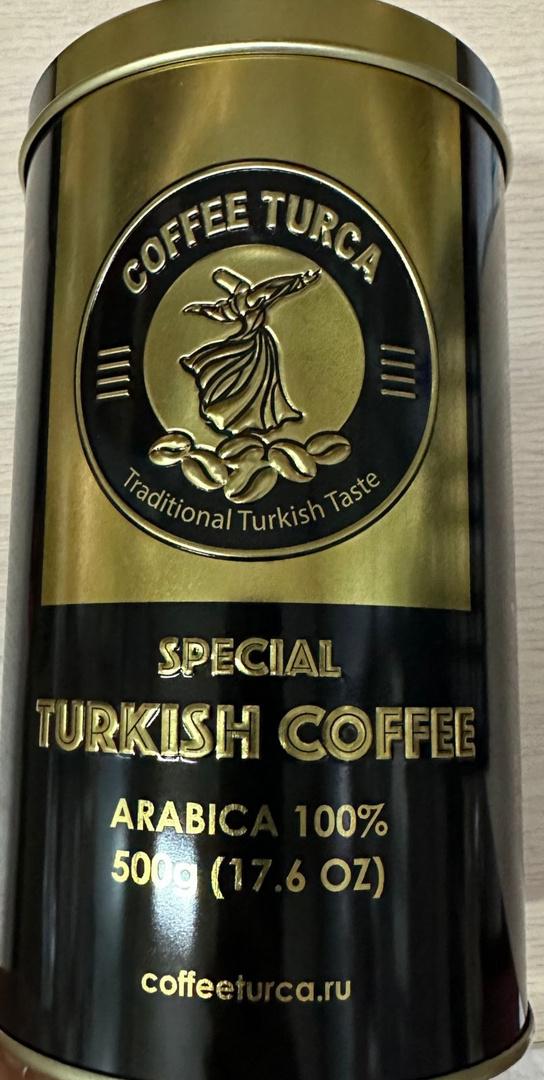 COFFEE TURCA
Traditional Turkish Taste
SPECIAL
TURKISH COFFEE
ARABICA 100%
500g (17.6 OZ)
coffeeturca.ru